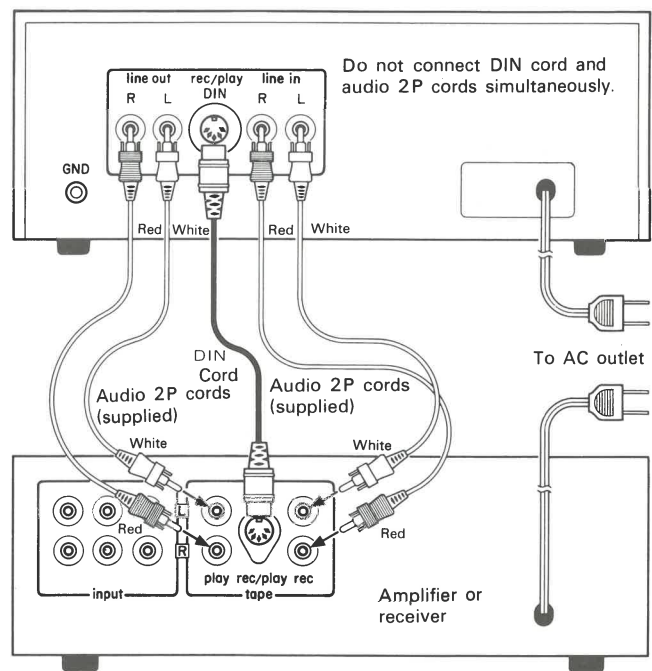 Do not connect DIN cord and
audio 2P cords simultaneously.
line out rec/play line in
R L DIN R L
GND
Red White Red White
To AC outlet
DIN
Cord
Audio 2P cords
(supplied)
Audio 2P cords
(supplied)
White
White
Red
Red
L
R
play rec/play rec
input
tape
Amplifier or
receiver